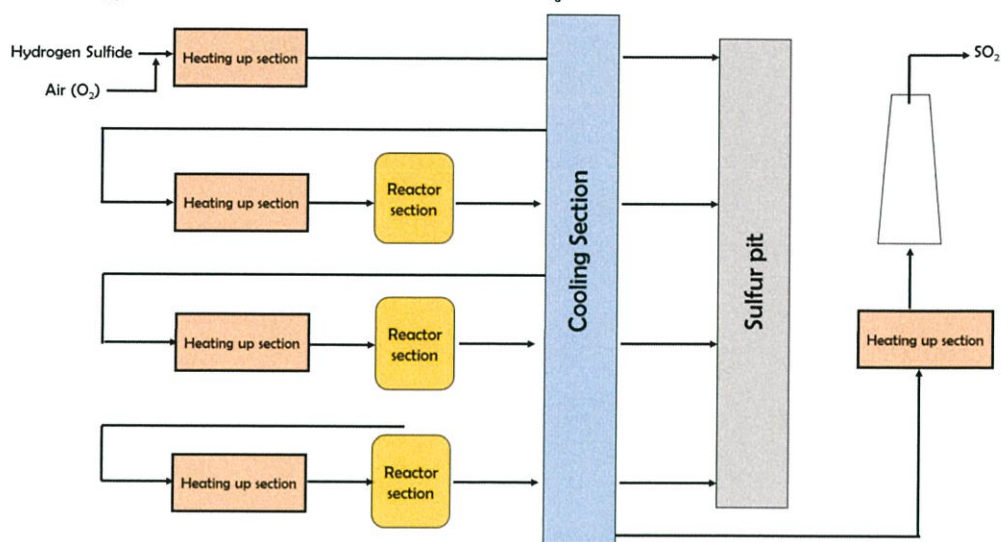 Hydrogen Sulfide
Heating up section
Air (O₂)
SO₂
Heating up section
Reactor
section
Heating up section
Reactor
section
Heating up section
Reactor
section
Cooling Section
Sulfur pit
Heating up section